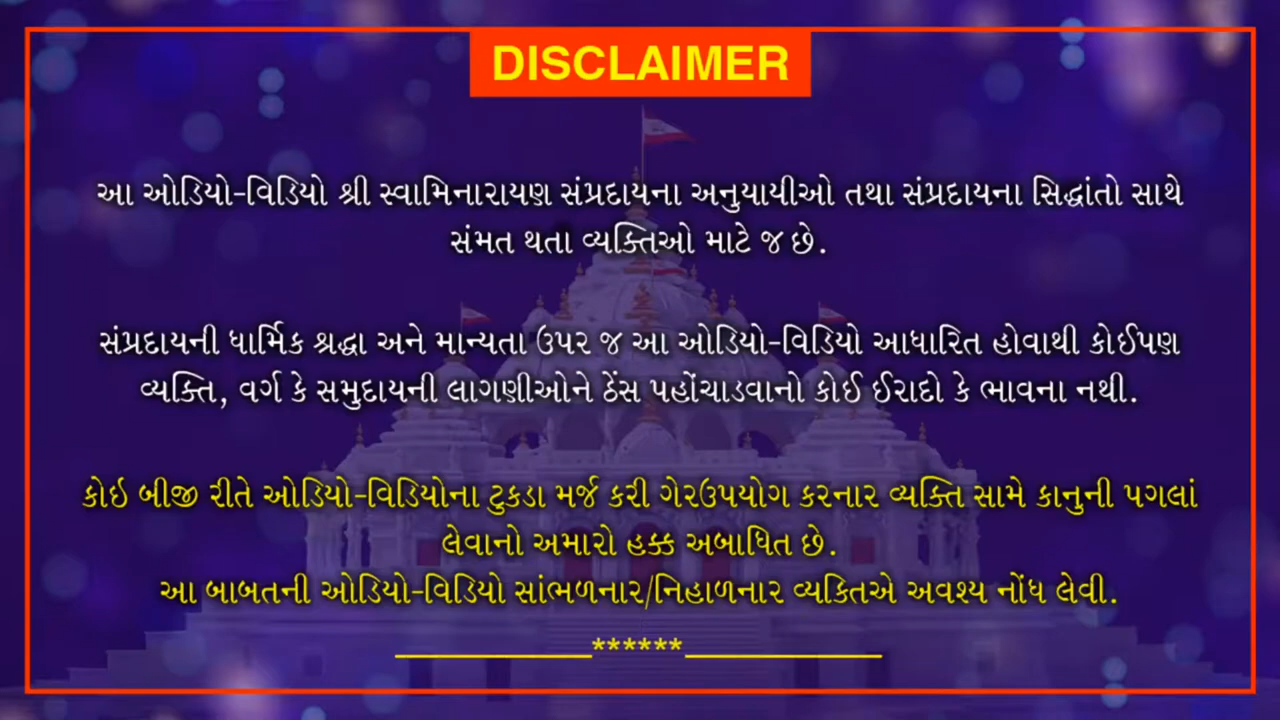 DISCLAIMER
આ ઓડિયો-વિડિયો શ્રી સ્વામિનારાયણ સંપ્રદાયના અનુયાયીઓ તથા સંપ્રદાયના સિદ્ધાંતો સાથે
સંમત થતા વ્યક્તિઓ માટે જ છે.
સંપ્રદાયની ધાર્મિક શ્રદ્ધા અને માન્યતા ઉપર જ આ ઓડિયો-વિડિયો આધારિત હોવાથી કોઈપણ
વ્યક્તિ, વર્ગ કે સમુદાયની લાગણીઓને ઠેંસ પહોંચાડવાનો કોઈ ઈરાદો કે ભાવના નથી.
કોઇ બીજી રીતે ઓડિયો-વિડિયોના ટુકડા મર્જ કરી ગેરઉપયોગ કરનાર વ્યક્તિ સામે કાનુની પગલાં
લેવાનો અમારો હક્ક અબાધિત છે.
આ બાબતની ઓડિયો-વિડિયો સાંભળનાર/નિહાળનાર વ્યકિતએ અવશ્ય નોંધ લેવી.
____________******____________